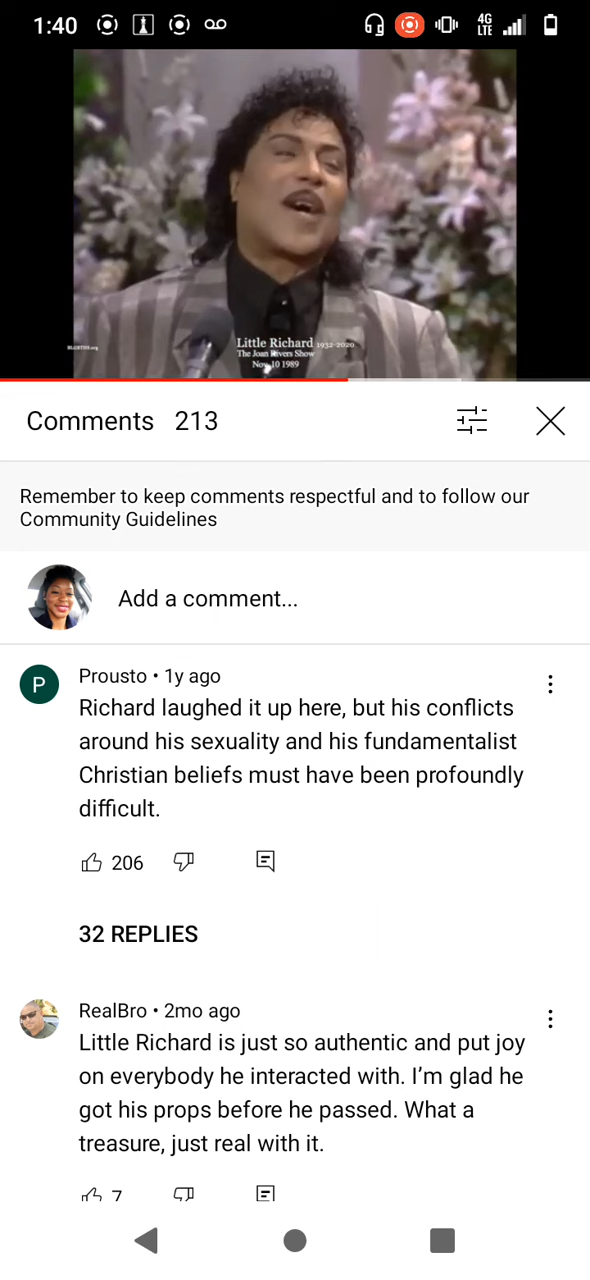 1:40
4G
LTE
Little Richard 1932-2020
The Joan Rivers Show
Nov 10 1989
Comments 213
Remember to keep comments respectful and to follow our
Community Guidelines
Add a comment...
P
Prousto • 1y ago
Richard laughed it up here, but his conflicts
around his sexuality and his fundamentalist
Christian beliefs must have been profoundly
difficult.
206
32 REPLIES
RealBro • 2mo ago
Little Richard is just so authentic and put joy
on everybody he interacted with. I’m glad he
got his props before he passed. What a
treasure, just real with it.
7